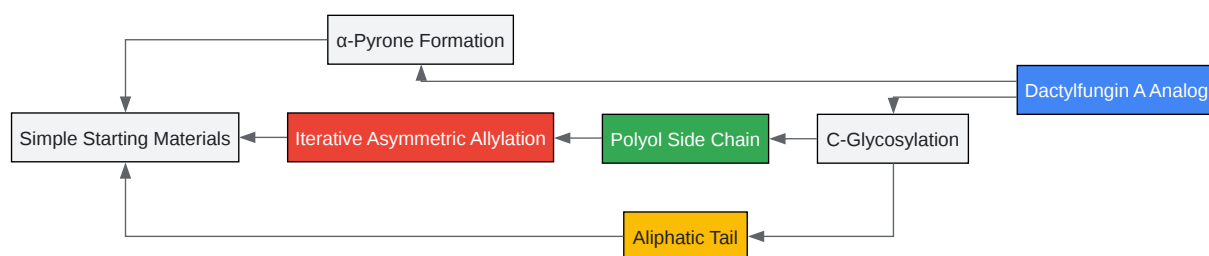 α-Pyrone Formation
Dactylfungin A Analog
Simple Starting Materials
Iterative Asymmetric Allylation
Polyol Side Chain
C-Glycosylation
Aliphatic Tail